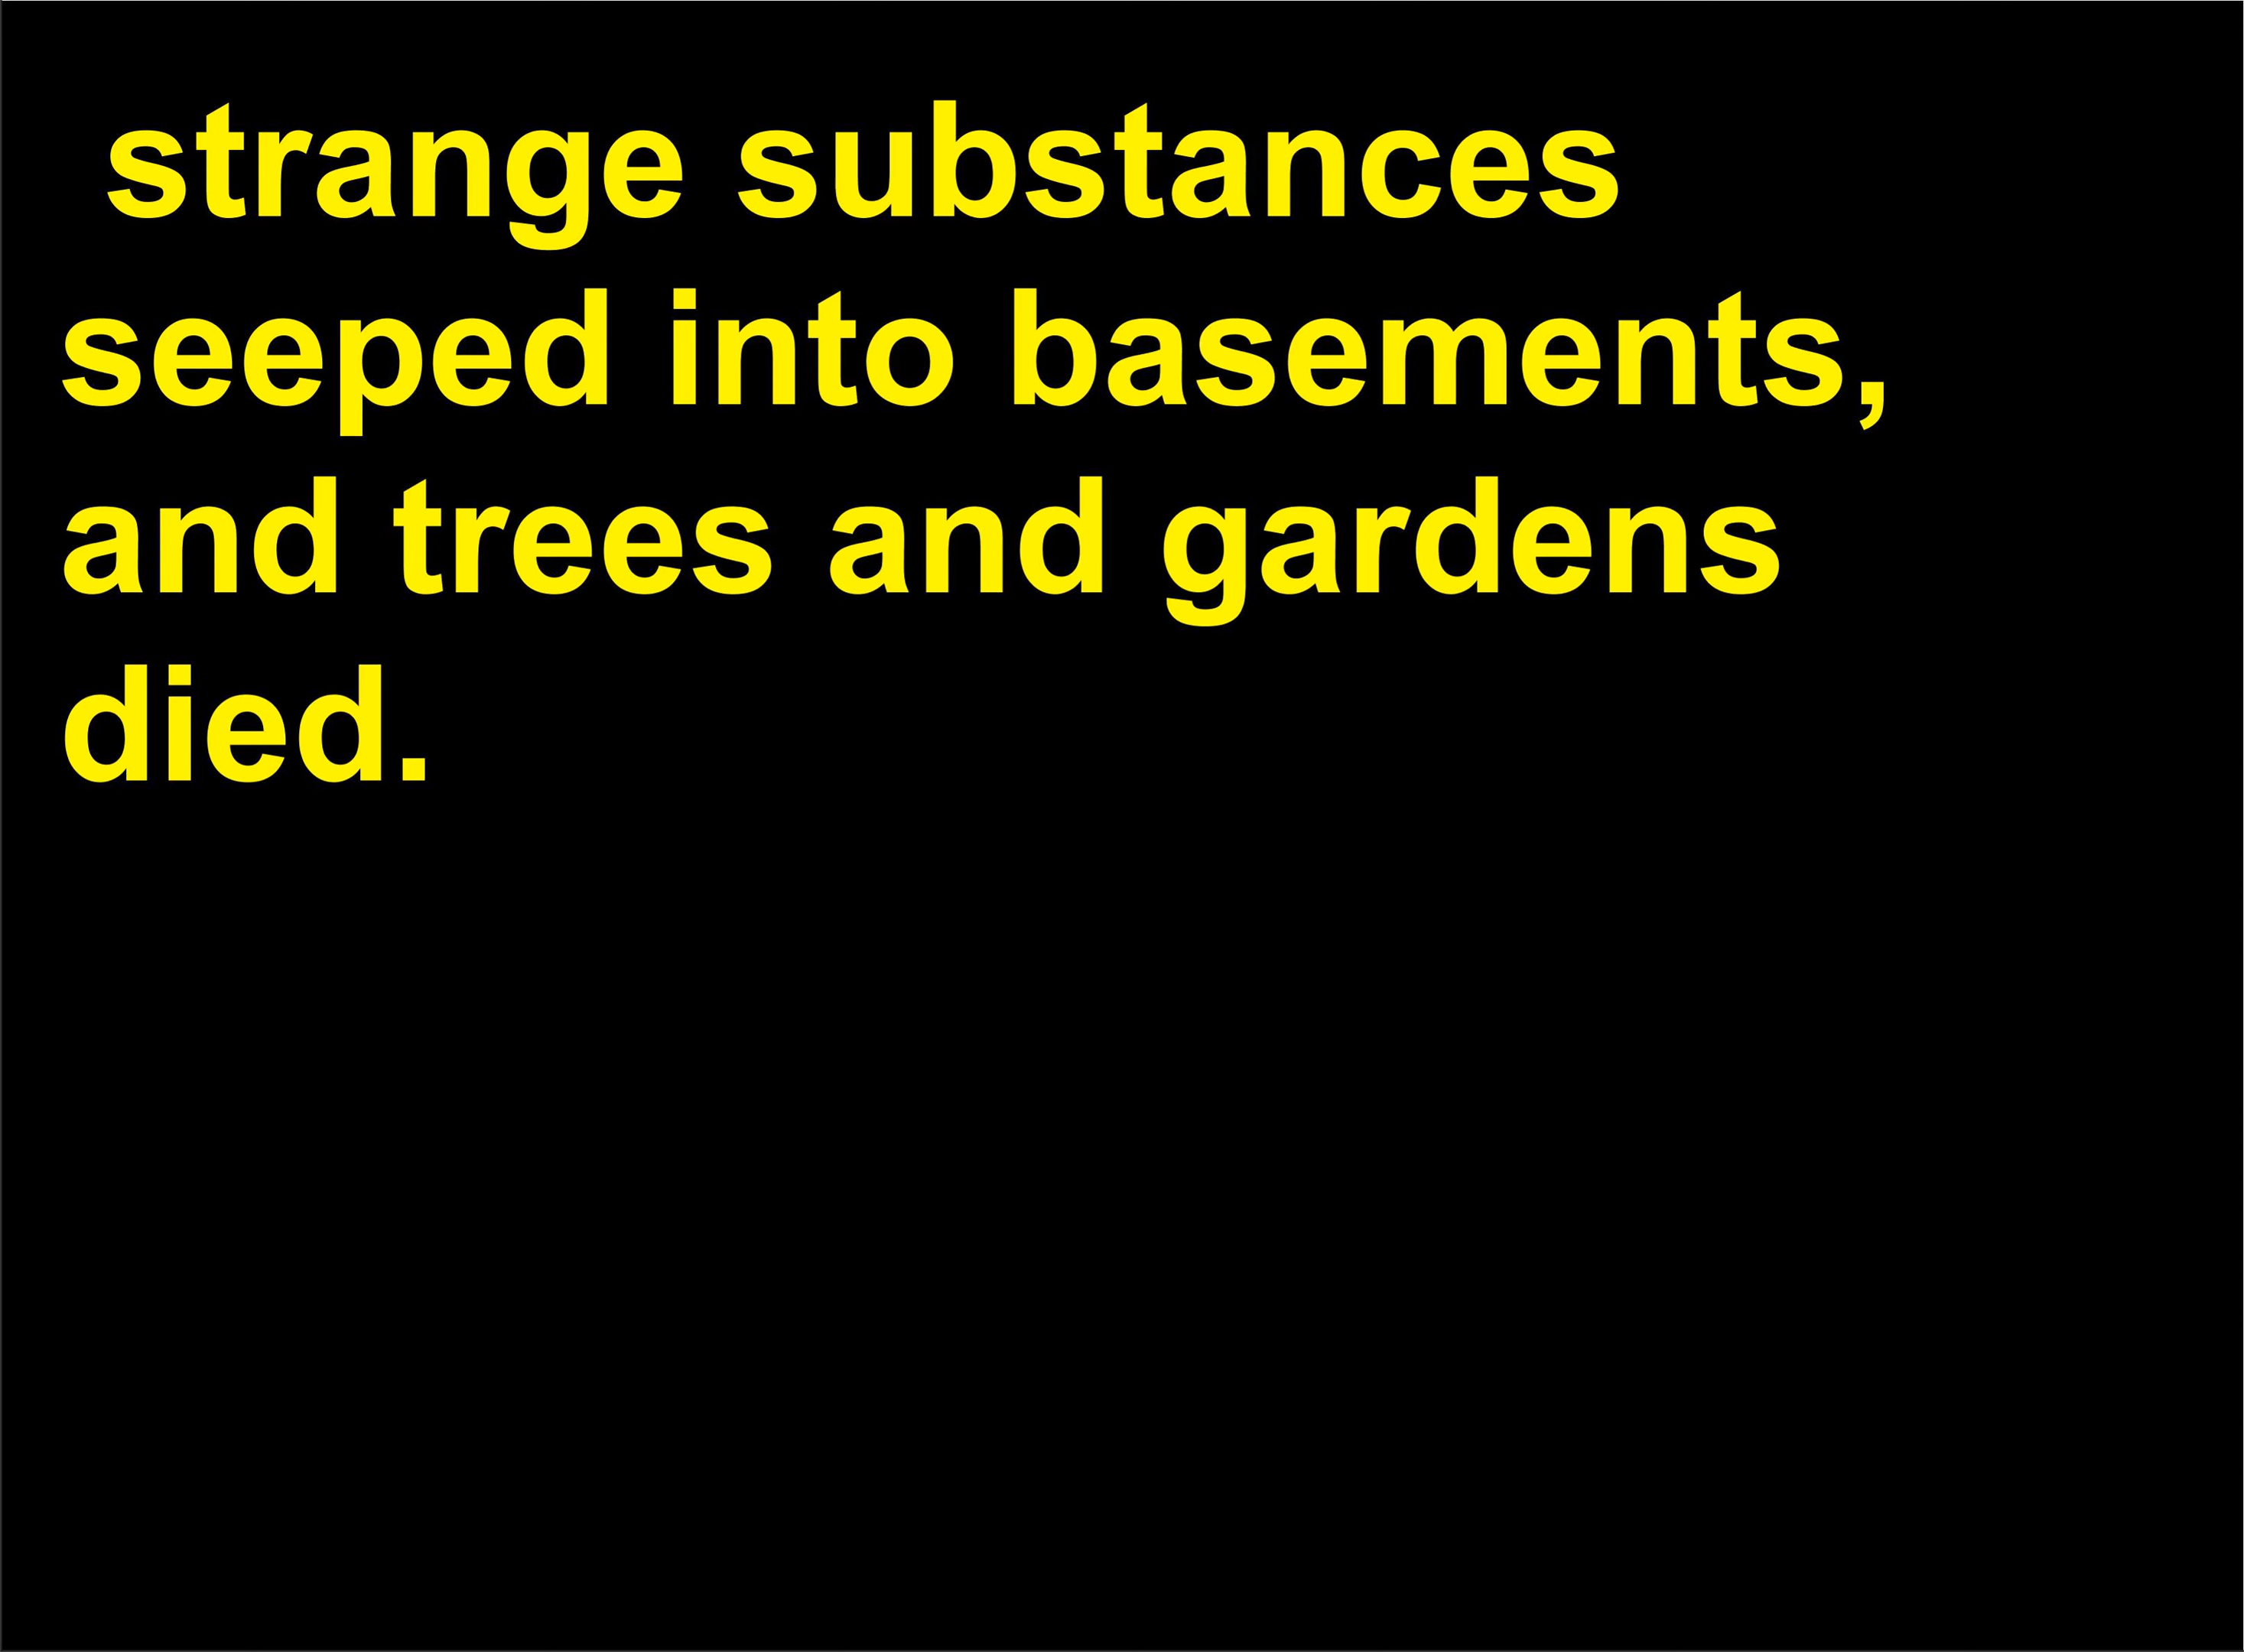 strange substances
seeped into basements,
and trees and gardens
died.